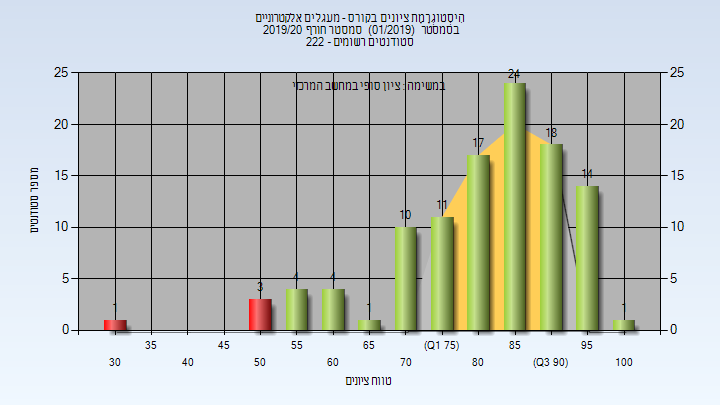 היסטוגרמת ציונים בקורס - מעגלים אלקטרוניים
בסמסטר (01/2019) סמסטר חורף 2019/20
סטודנטים רשומים - 222
במשימה : ציון סופי במחשב המרכזי
מספר סטודנטים
25 25
20 20
15 15
10 10
5 5
0 0
1 3 4 4 1 10 11 17 24 18 14 1
35 45 55 65 (Q1 75) 85 95
30 40 50 60 70 80 (Q3 90) 100
טווח ציונים